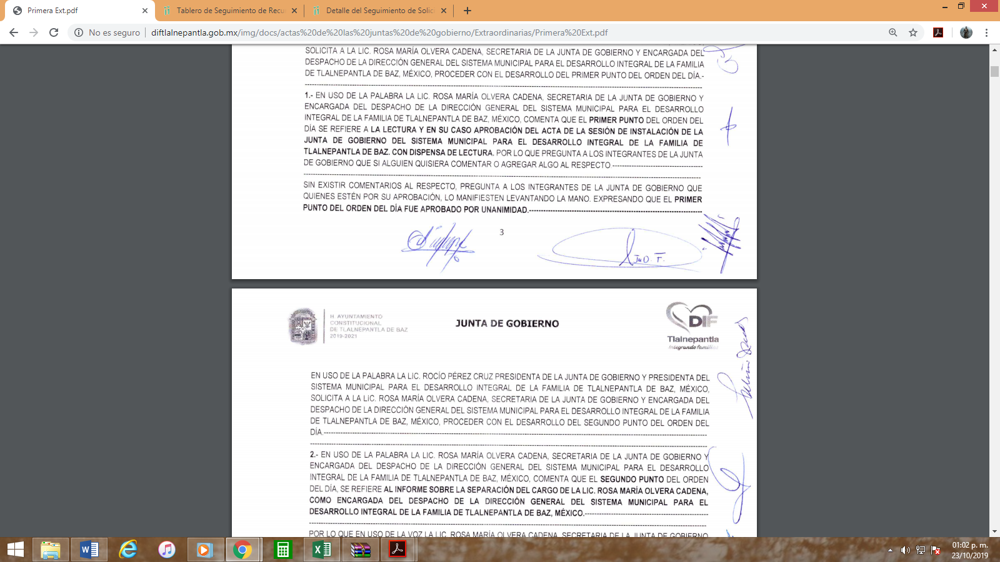 Primera Ext.pdf
Tablero de Seguimiento de Recu
Detalle del Seguimiento de Solici
No es seguro
diftlalnepantla.gob.mx/img/docs/actas%20de%20las%20juntas%20de%20gobierno/Extraordinarias/Primera%20Ext.pdf
SOLICITA A LA LIC. ROSA MARÍA OLVERA CADENA, SECRETARIA DE LA JUNTA DE GOBIERNO Y ENCARGADA DEL
DESPACHO DE LA DIRECCIÓN GENERAL DEL SISTEMA MUNICIPAL PARA EL DESARROLLO INTEGRAL DE LA FAMILIA
DE TLALNEPANTLA DE BAZ, MÉXICO, PROCEDER CON EL DESARROLLO DEL PRIMER PUNTO DEL ORDEN DEL DÍA.-
1.- EN USO DE LA PALABRA LA LIC. ROSA MARÍA OLVERA CADENA, SECRETARIA DE LA JUNTA DE GOBIERNO Y
ENCARGADA DEL DESPACHO DE LA DIRECCIÓN GENERAL DEL SISTEMA MUNICIPAL PARA EL DESARROLLO
INTEGRAL DE LA FAMILIA DE TLALNEPANTLA DE BAZ, MÉXICO, COMENTA QUE EL PRIMER PUNTO DEL ORDEN DEL
DÍA SE REFIERE A LA LECTURA Y EN SU CASO APROBACIÓN DEL ACTA DE LA SESIÓN DE INSTALACIÓN DE LA
JUNTA DE GOBIERNO DEL SISTEMA MUNICIPAL PARA EL DESARROLLO INTEGRAL DE LA FAMILIA DE
TLALNEPANTLA DE BAZ. CON DISPENSA DE LECTURA. POR LO QUE PREGUNTA A LOS INTEGRANTES DE LA JUNTA
DE GOBIERNO QUE SI ALGUIEN QUISIERA COMENTAR O AGREGAR ALGO AL RESPECTO
SIN EXISTIR COMENTARIOS AL RESPECTO, PREGUNTA A LOS INTEGRANTES DE LA JUNTA DE GOBIERNO QUE
QUIENES ESTÉN POR SU APROBACIÓN, LO MANIFIESTEN LEVANTANDO LA MANO. EXPRESANDO QUE EL PRIMER
PUNTO DEL ORDEN DEL DÍA FUE APROBADO POR UNANIMIDAD.
3
H. AYUNTAMIENTO
CONSTITUCIONAL
DE TLALNEPANTLA DE BAZ
2019-2021
JUNTA DE GOBIERNO
DIF
Tlalnepantla
Integrando familias
EN USO DE LA PALABRA LA LIC. ROCÍO PÉREZ CRUZ PRESIDENTA DE LA JUNTA DE GOBIERNO Y PRESIDENTA DEL
SISTEMA MUNICIPAL PARA EL DESARROLLO INTEGRAL DE LA FAMILIA DE TLALNEPANTLA DE BAZ, MÉXICO,
SOLICITA A LA LIC. ROSA MARÍA OLVERA CADENA, SECRETARIA DE LA JUNTA DE GOBIERNO Y ENCARGADA DEL
DESPACHO DE LA DIRECCIÓN GENERAL DEL SISTEMA MUNICIPAL PARA EL DESARROLLO INTEGRAL DE LA FAMILIA
DE TLALNEPANTLA DE BAZ, MÉXICO, PROCEDER CON EL DESARROLLO DEL SEGUNDO PUNTO DEL ORDEN DEL
DÍA.
2.- EN USO DE LA PALABRA LA LIC. ROSA MARÍA OLVERA CADENA, SECRETARIA DE LA JUNTA DE GOBIERNO Y
ENCARGADA DEL DESPACHO DE LA DIRECCIÓN GENERAL DEL SISTEMA MUNICIPAL PARA EL DESARROLLO
INTEGRAL DE LA FAMILIA DE TLALNEPANTLA DE BAZ, MÉXICO, COMENTA QUE EL SEGUNDO PUNTO DEL ORDEN
DEL DÍA, SE REFIERE AL INFORME SOBRE LA SEPARACIÓN DEL CARGO DE LA LIC. ROSA MARÍA OLVERA CADENA,
COMO ENCARGADA DEL DESPACHO DE LA DIRECCIÓN GENERAL DEL SISTEMA MUNICIPAL PARA EL
DESARROLLO INTEGRAL DE LA FAMILIA DE TLALNEPANTLA DE BAZ, MÉXICO.
POR LO QUE EN USO DE LA VOZ LA LIC. ROSA MARÍA OLVERA CADENA, SECRETARIA DE LA JUNTA DE GOBIERNO
01:02 p. m.
23/10/2019